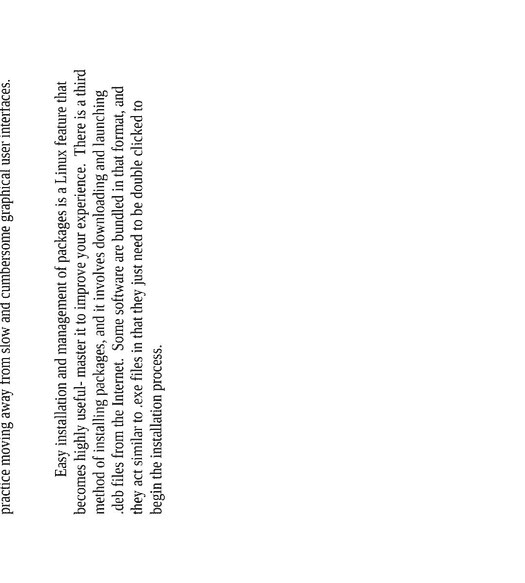 practice moving away from slow and cumbersome graphical user interfaces.
Easy installation and management of packages is a Linux feature that
becomes highly useful- master it to improve your experience.  There is a third
method of installing packages, and it involves downloading and launching
.deb files from the Internet.  Some software are bundled in that format, and
they act similar to .exe files in that they just need to be double clicked to
begin the installation process.